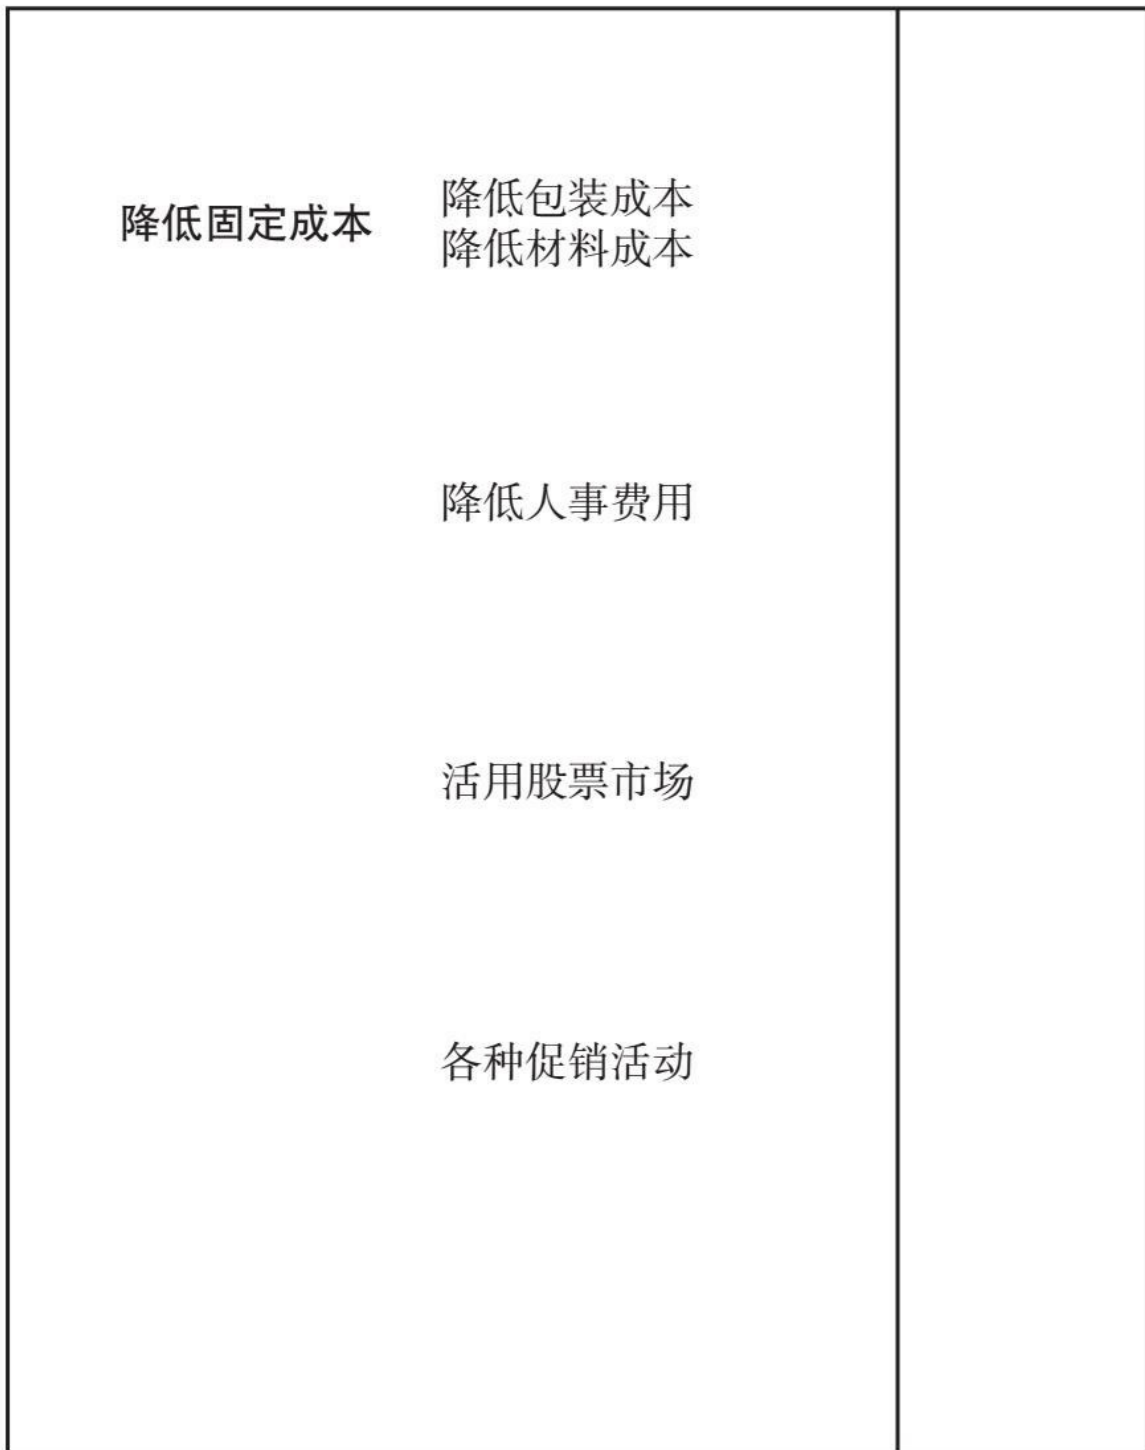 降低固定成本
降低包装成本
降低材料成本
降低人事费用
活用股票市场
各种促销活动